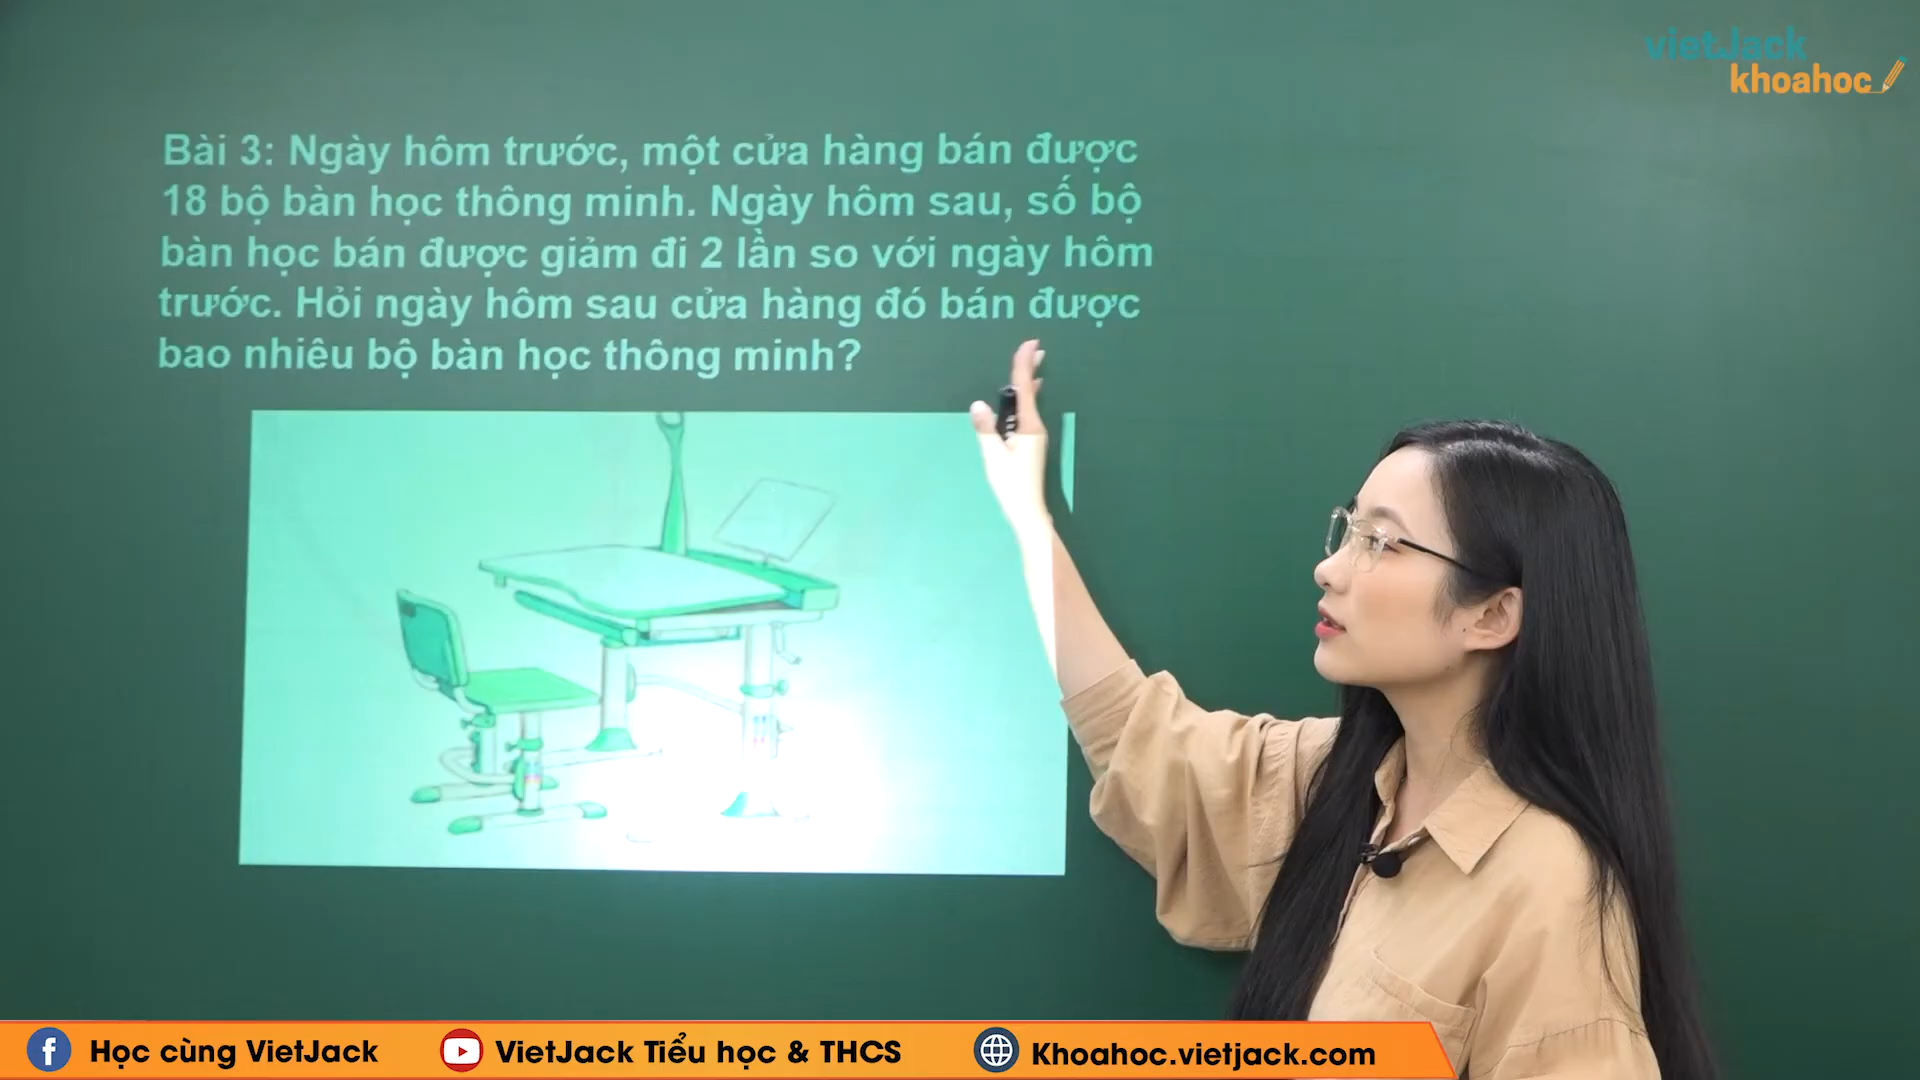 vietJack
khoahoc
Bài 3: Ngày hôm trước, một cửa hàng bán được
18 bộ bàn học thông minh. Ngày hôm sau, số bộ
bàn học bán được giảm đi 2 lần so với ngày hôm
trước. Hỏi ngày hôm sau cửa hàng đó bán được
bao nhiêu bộ bàn học thông minh?
Học cùng VietJack
VietJack Tiểu học & THCS
Khoahoc.vietjack.com